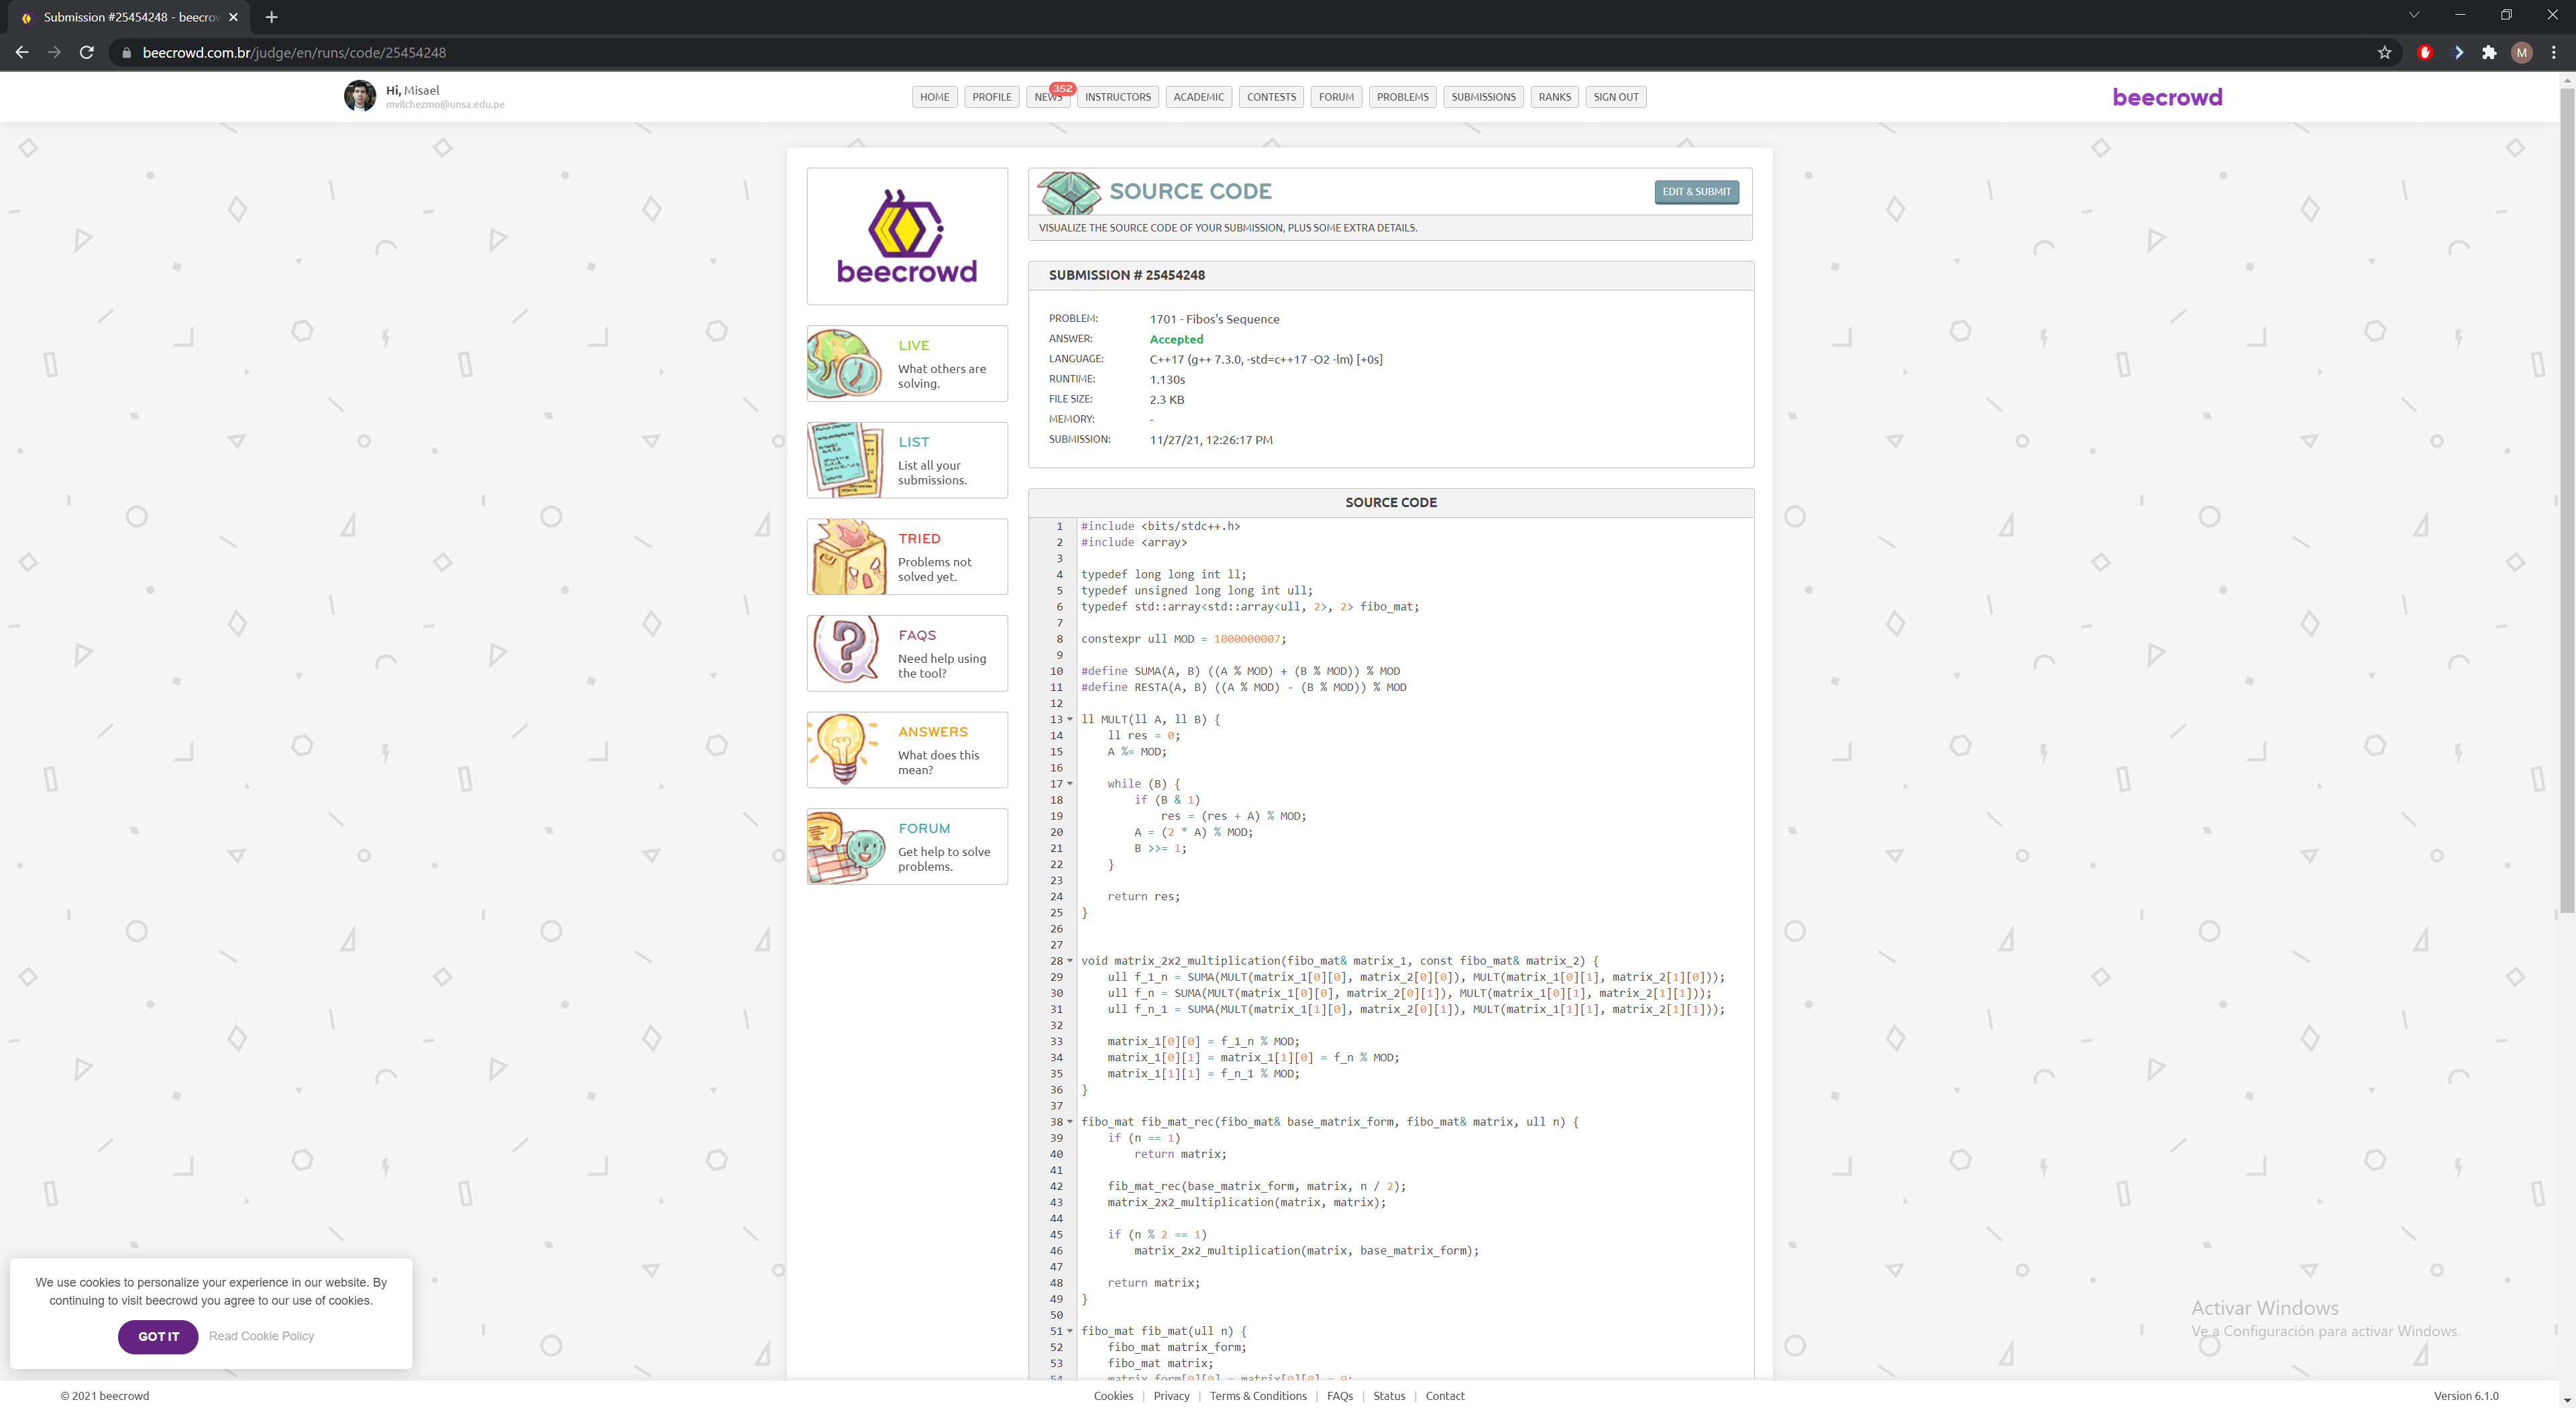 Submission #25454248 - beecrow
beecrowd.com.br/judge/en/runs/code/25454248
M
Hi, Misael
mvilchezmo@unsa.edu.pe
HOME
PROFILE
NEWS
352
INSTRUCTORS
ACADEMIC
CONTESTS
FORUM
PROBLEMS
SUBMISSIONS
RANKS
SIGN OUT
beecrowd
beecrowd
LIVE
What others are
solving.
LIST
List all your
submissions.
TRIED
Problems not
solved yet.
FAQS
Need help using
the tool?
ANSWERS
What does this
mean?
FORUM
Get help to solve
problems.
SOURCE CODE
EDIT & SUBMIT
VISUALIZE THE SOURCE CODE OF YOUR SUBMISSION, PLUS SOME EXTRA DETAILS.
SUBMISSION # 25454248
PROBLEM: 1701 - Fibos's Sequence
ANSWER: Accepted
LANGUAGE: C++17 (g++ 7.3.0, -std=c++17 -O2 -lm) [+0s]
RUNTIME: 1.130s
FILE SIZE: 2.3 KB
MEMORY: -
SUBMISSION: 11/27/21, 12:26:17 PM
SOURCE CODE
1 #include <bits/stdc++.h>
2 #include <array>
3
4 typedef long long int ll;
5 typedef unsigned long long int ull;
6 typedef std::array<std::array<ull, 2>, 2> fibo_mat;
7
8 constexpr ull MOD = 1000000007;
9
10 #define SUMA(A, B) ((A % MOD) + (B % MOD)) % MOD
11 #define RESTA(A, B) ((A % MOD) - (B % MOD)) % MOD
12
13 ll MULT(ll A, ll B) {
14     ll res = 0;
15     A %= MOD;
16
17     while (B) {
18         if (B & 1)
19             res = (res + A) % MOD;
20         A = (2 * A) % MOD;
21         B >>= 1;
22     }
23
24     return res;
25 }
26
27
28 void matrix_2x2_multiplication(fibo_mat& matrix_1, const fibo_mat& matrix_2) {
29     ull f_1_n = SUMA(MULT(matrix_1[0][0], matrix_2[0][0]), MULT(matrix_1[0][1], matrix_2[1][0]));
30     ull f_n = SUMA(MULT(matrix_1[0][0], matrix_2[0][1]), MULT(matrix_1[0][1], matrix_2[1][1]));
31     ull f_n_1 = SUMA(MULT(matrix_1[1][0], matrix_2[0][1]), MULT(matrix_1[1][1], matrix_2[1][1]));
32
33     matrix_1[0][0] = f_1_n % MOD;
34     matrix_1[0][1] = matrix_1[1][0] = f_n % MOD;
35     matrix_1[1][1] = f_n_1 % MOD;
36 }
37
38 fibo_mat fib_mat_rec(fibo_mat& base_matrix_form, fibo_mat& matrix, ull n) {
39     if (n == 1)
40         return matrix;
41
42     fib_mat_rec(base_matrix_form, matrix, n / 2);
43     matrix_2x2_multiplication(matrix, matrix);
44
45     if (n % 2 == 1)
46         matrix_2x2_multiplication(matrix, base_matrix_form);
47
48     return matrix;
49 }
50
51 fibo_mat fib_mat(ull n) {
52     fibo_mat matrix_form;
53     fibo_mat matrix;
54     matrix_form[0][0] = matrix[0][0] = 0;
We use cookies to personalize your experience in our website. By
continuing to visit beecrowd you agree to our use of cookies.
GOT IT
Read Cookie Policy
Activar Windows
Ve a Configuración para activar Windows.
© 2021 beecrowd
Cookies | Privacy | Terms & Conditions | FAQs | Status | Contact
Version 6.1.0